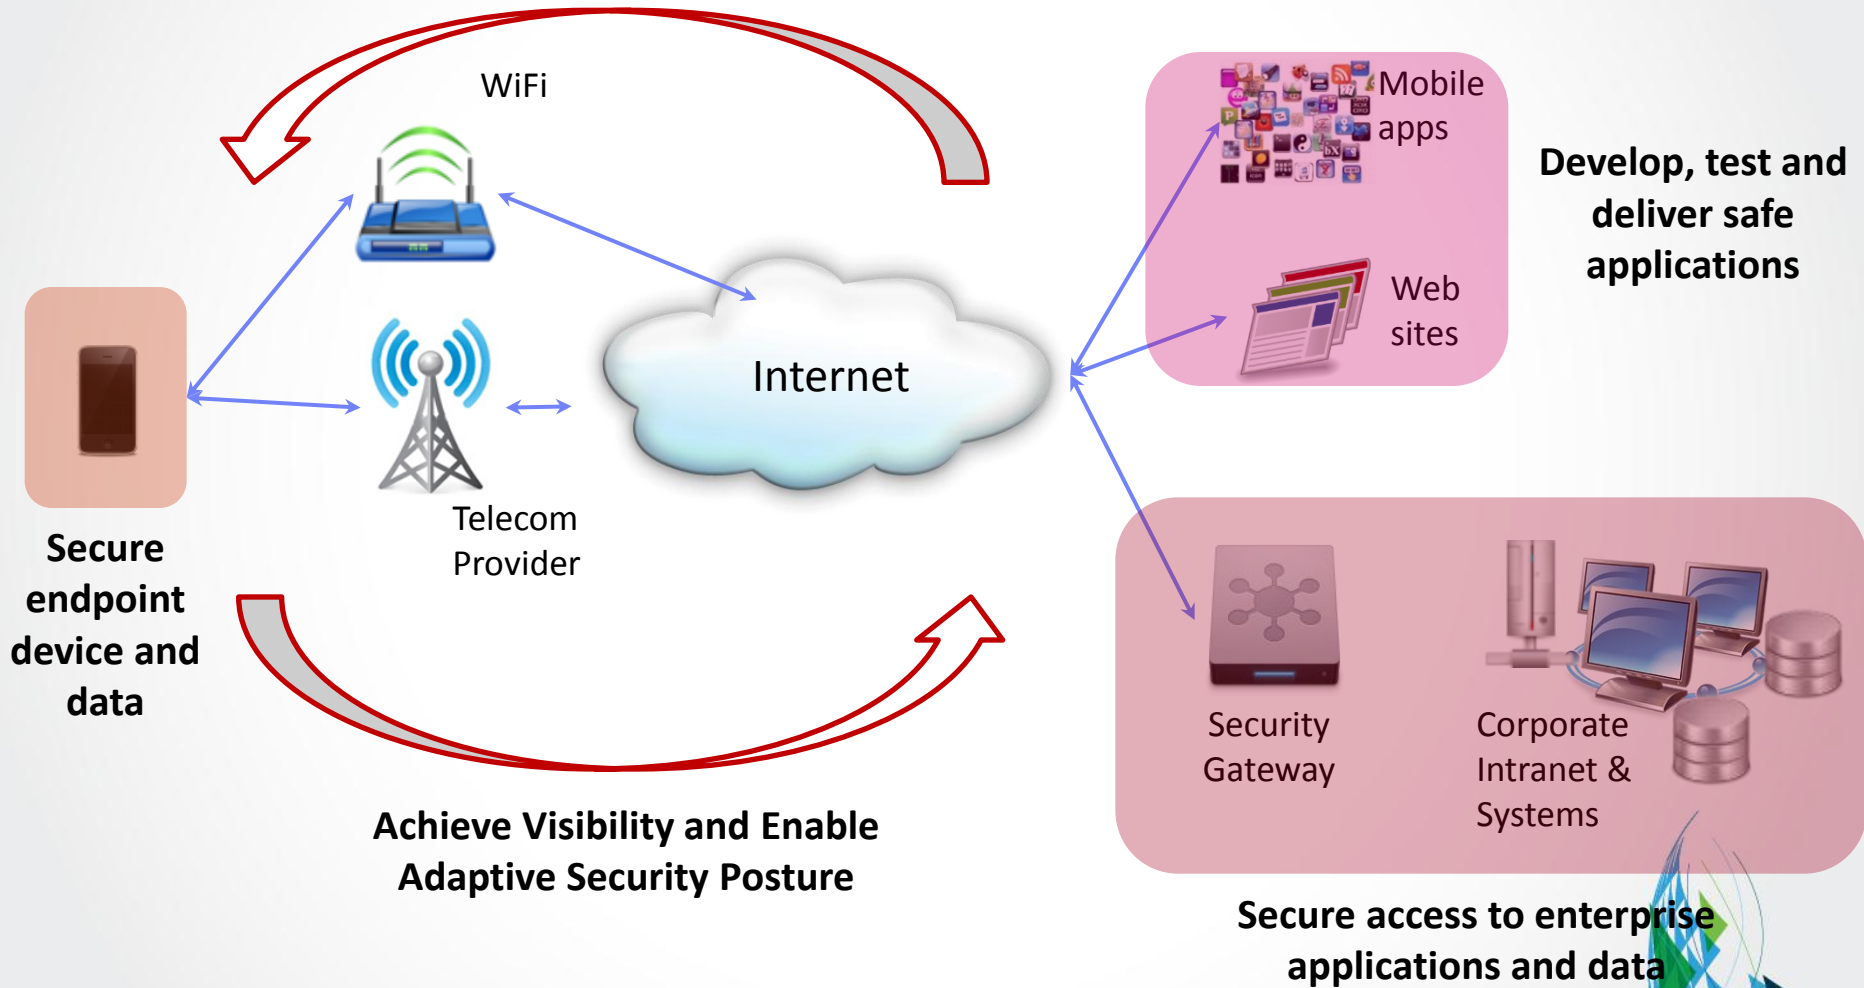 WiFi
Mobile
apps
Develop, test and
deliver safe
applications
Web
sites
Internet
Telecom
Provider
Secure
endpoint
device and
data
Security
Gateway
Corporate
Intranet &
Systems
Achieve Visibility and Enable
Adaptive Security Posture
Secure access to enterprise
applications and data